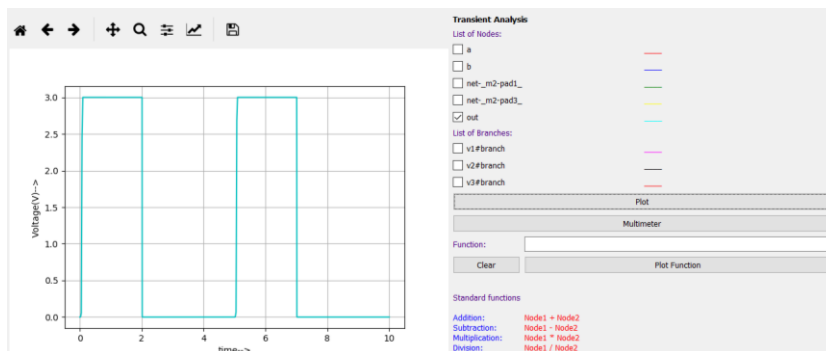 Transient Analysis
List of Nodes:
a
b
net-_m2-pad1_
net-_m2-pad3_
out
List of Branches:
v1#branch
v2#branch
v3#branch
Plot
Multimeter
Function:
Clear Plot Function
Standard functions
Addition: Node1 + Node2
Subtraction: Node1 - Node2
Multiplication: Node1 * Node2
Division: Node1 / Node2
Voltage(V)-->
3.0
2.5
2.0
1.5
1.0
0.5
0.0
0 2 4 6 8 10
time-->